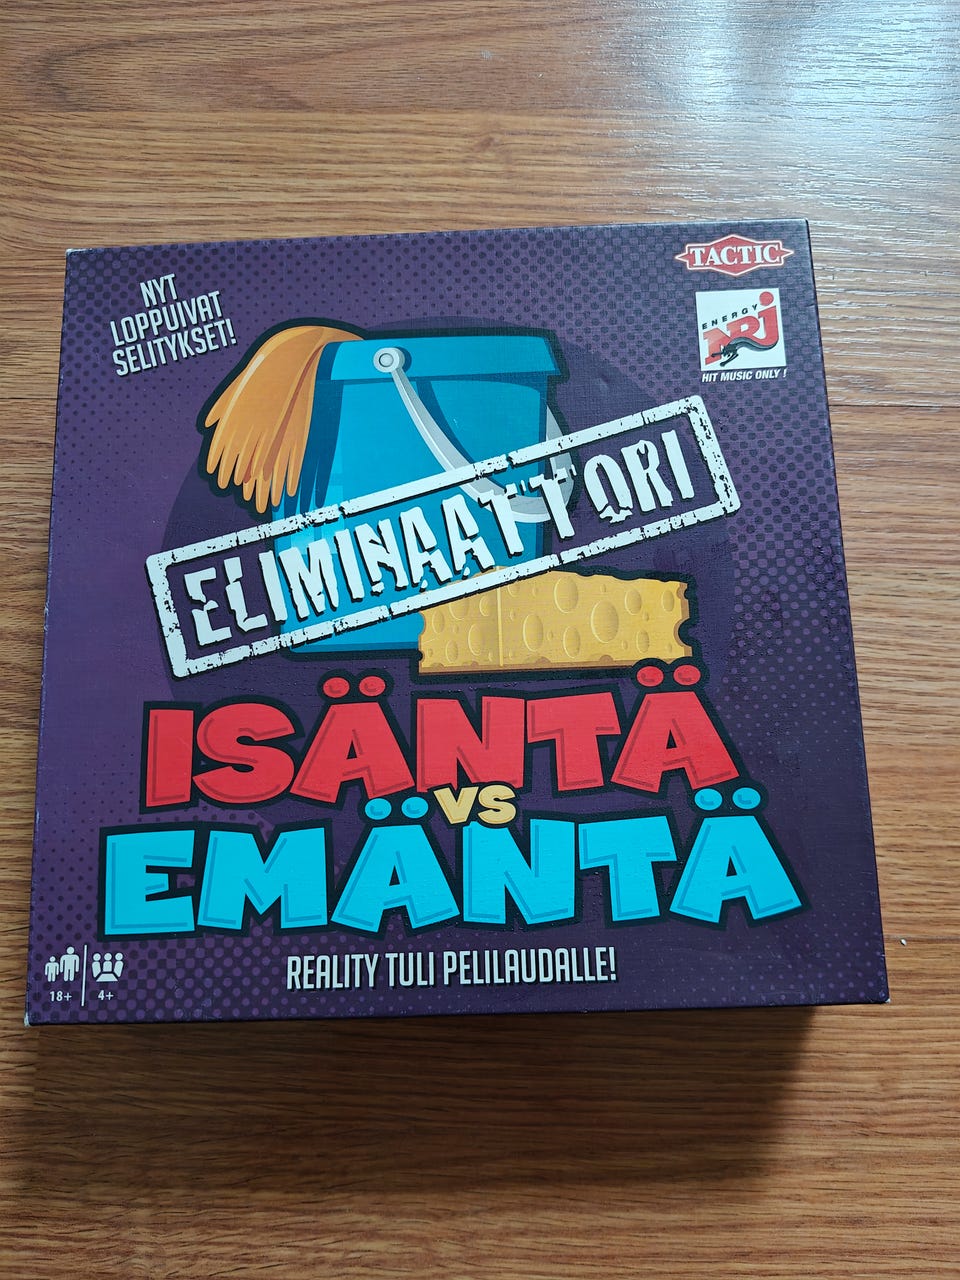 NYT
LOPPUIVAT
SELITYKSET!
TACTIC
ENERGY
NRJ
HIT MUSIC ONLY!
ELIMINAATTORI
ISÄNTÄ
VS
EMÄNTÄ
REALITY TULI PELILAUDALLE!
18+
4+